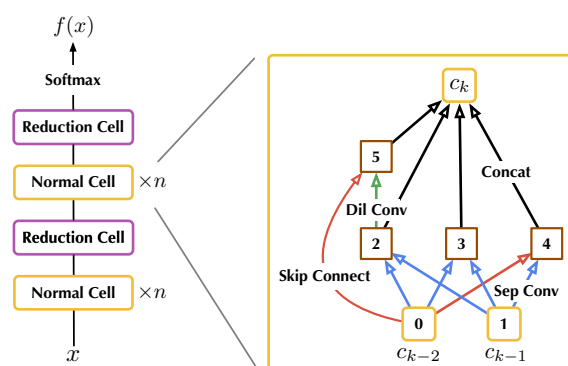 f(x)
Softmax
Reduction Cell
Normal Cell ×n
Reduction Cell
Normal Cell ×n
x
c_k
5
Concat
Dil Conv
2 3 4
Skip Connect
Sep Conv
0 1
c_{k−2} c_{k−1}